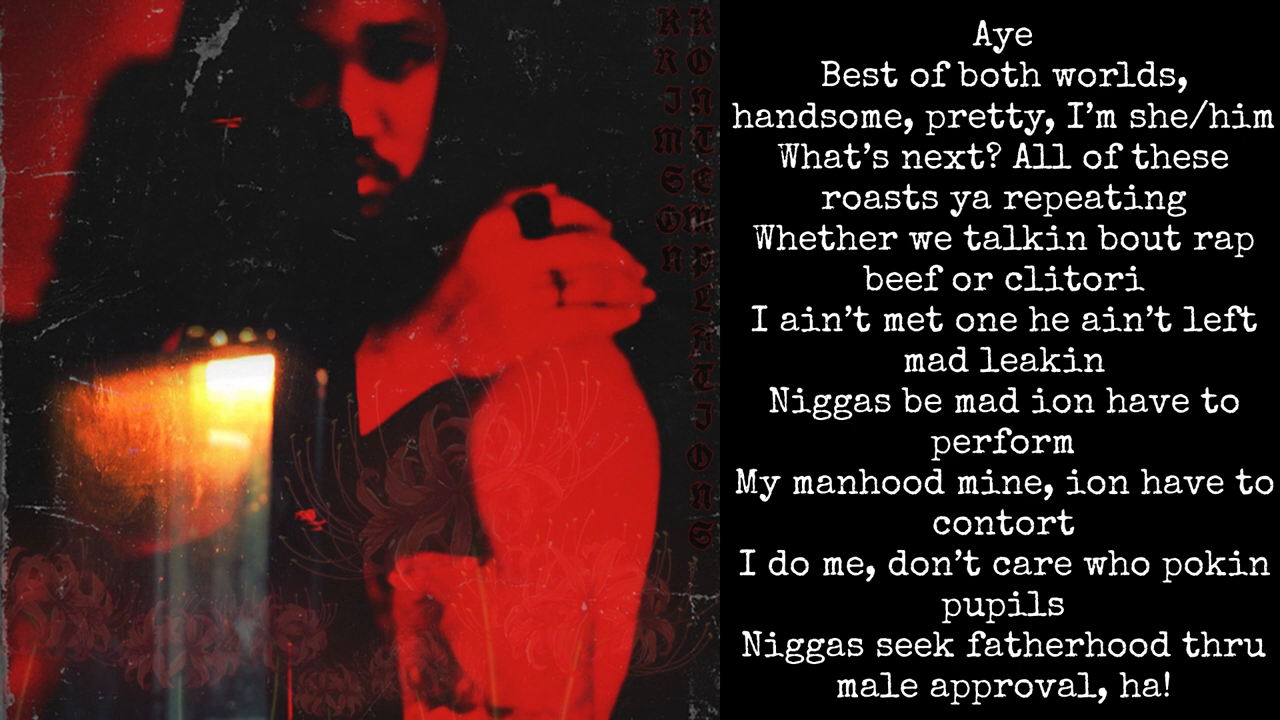 KRIMSON
KONTEMPLATIONS
Aye
Best of both worlds,
handsome, pretty, I'm she/him
What's next? All of these
roasts ya repeating
Whether we talkin bout rap
beef or clitori
I ain't met one he ain't left
mad leakin
Niggas be mad ion have to
perform
My manhood mine, ion have to
contort
I do me, don't care who pokin
pupils
Niggas seek fatherhood thru
male approval, ha!